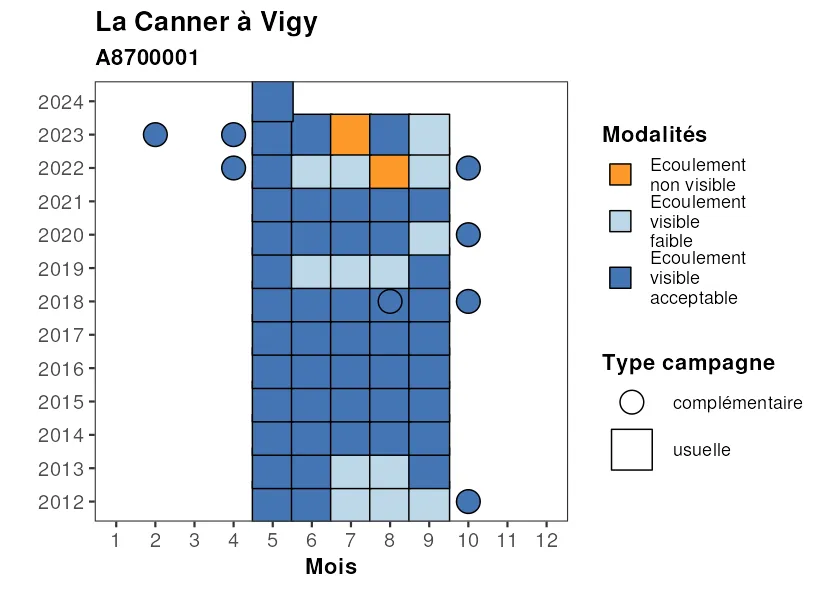 La Canner à Vigy
A8700001
2024
2023
2022
2021
2020
2019
2018
2017
2016
2015
2014
2013
2012
1 2 3 4 5 6 7 8 9 10 11 12
Mois
Modalités
Ecoulement
non visible
Ecoulement
visible
faible
Ecoulement
visible
acceptable
Type campagne
complémentaire
usuelle